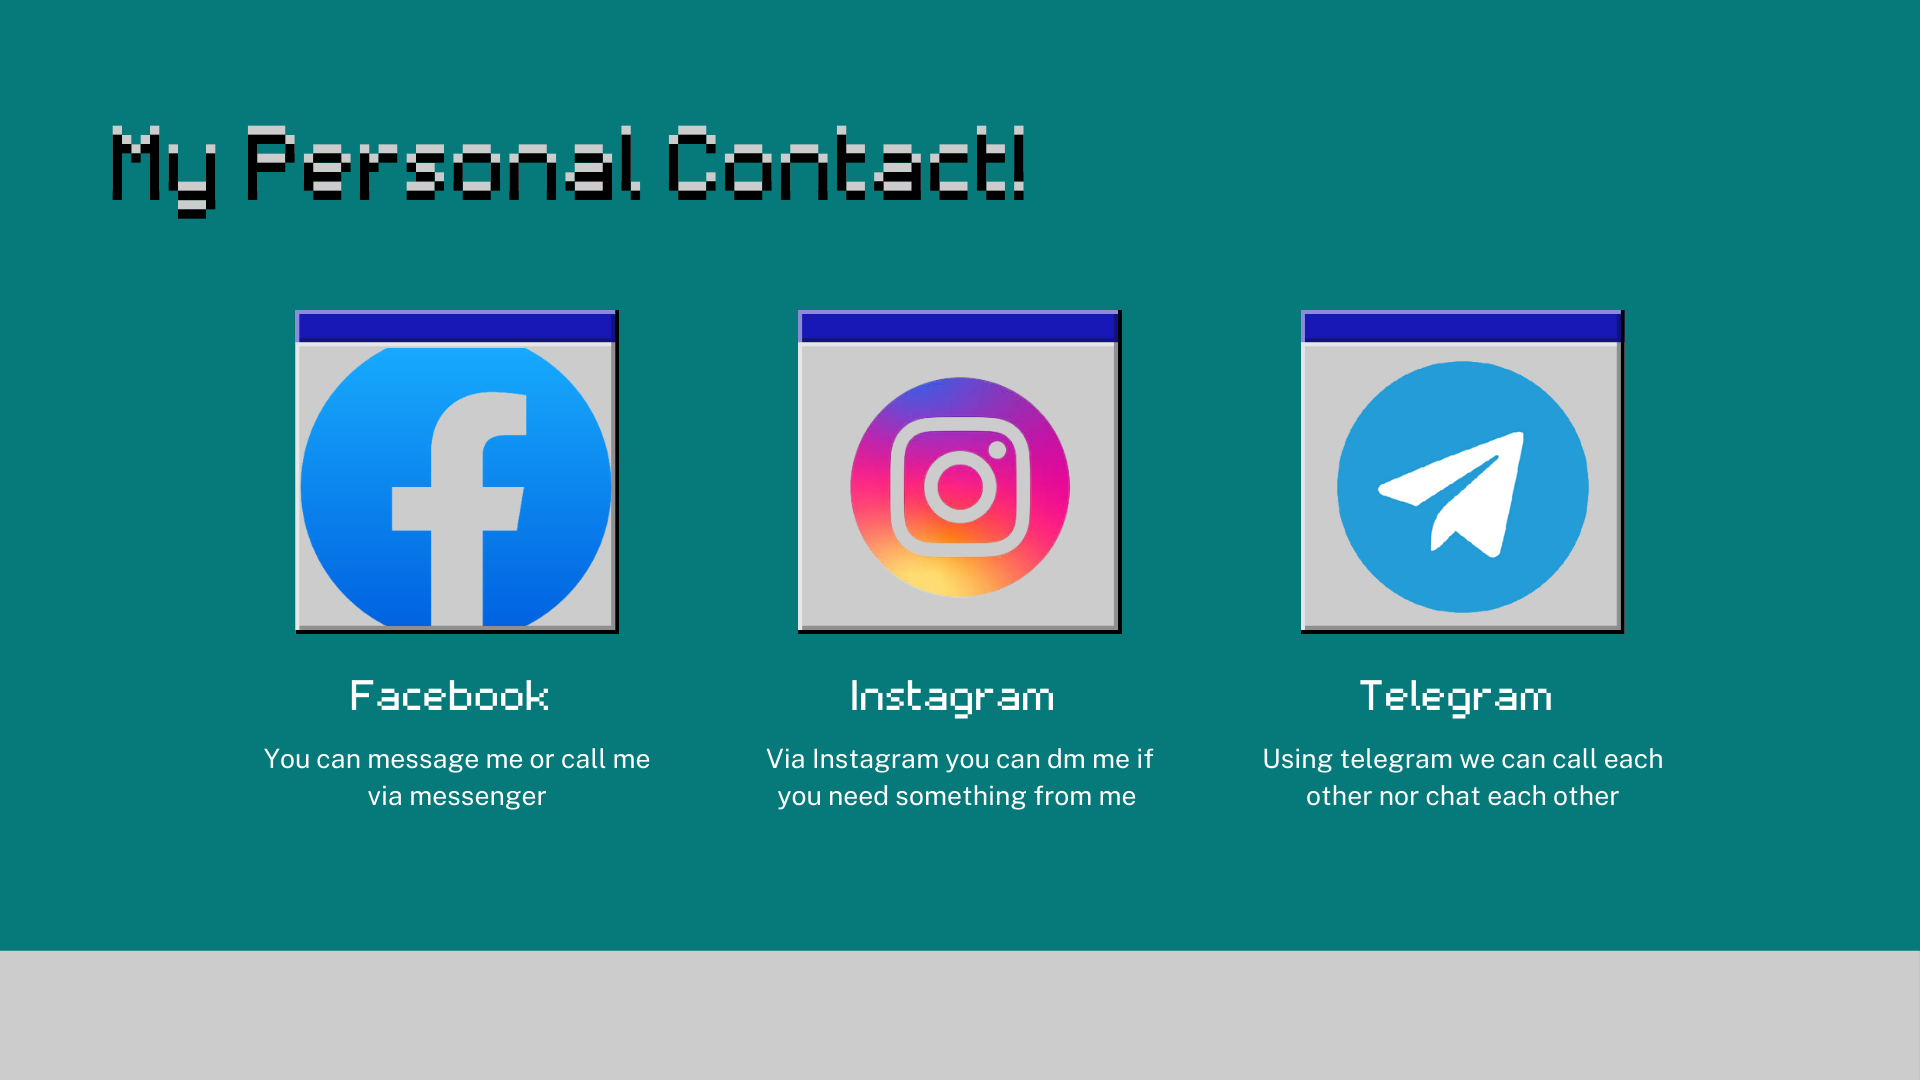 My Personal Contact!
Facebook
You can message me or call me
via messenger
Instagram
Via Instagram you can dm me if
you need something from me
Telegram
Using telegram we can call each
other nor chat each other